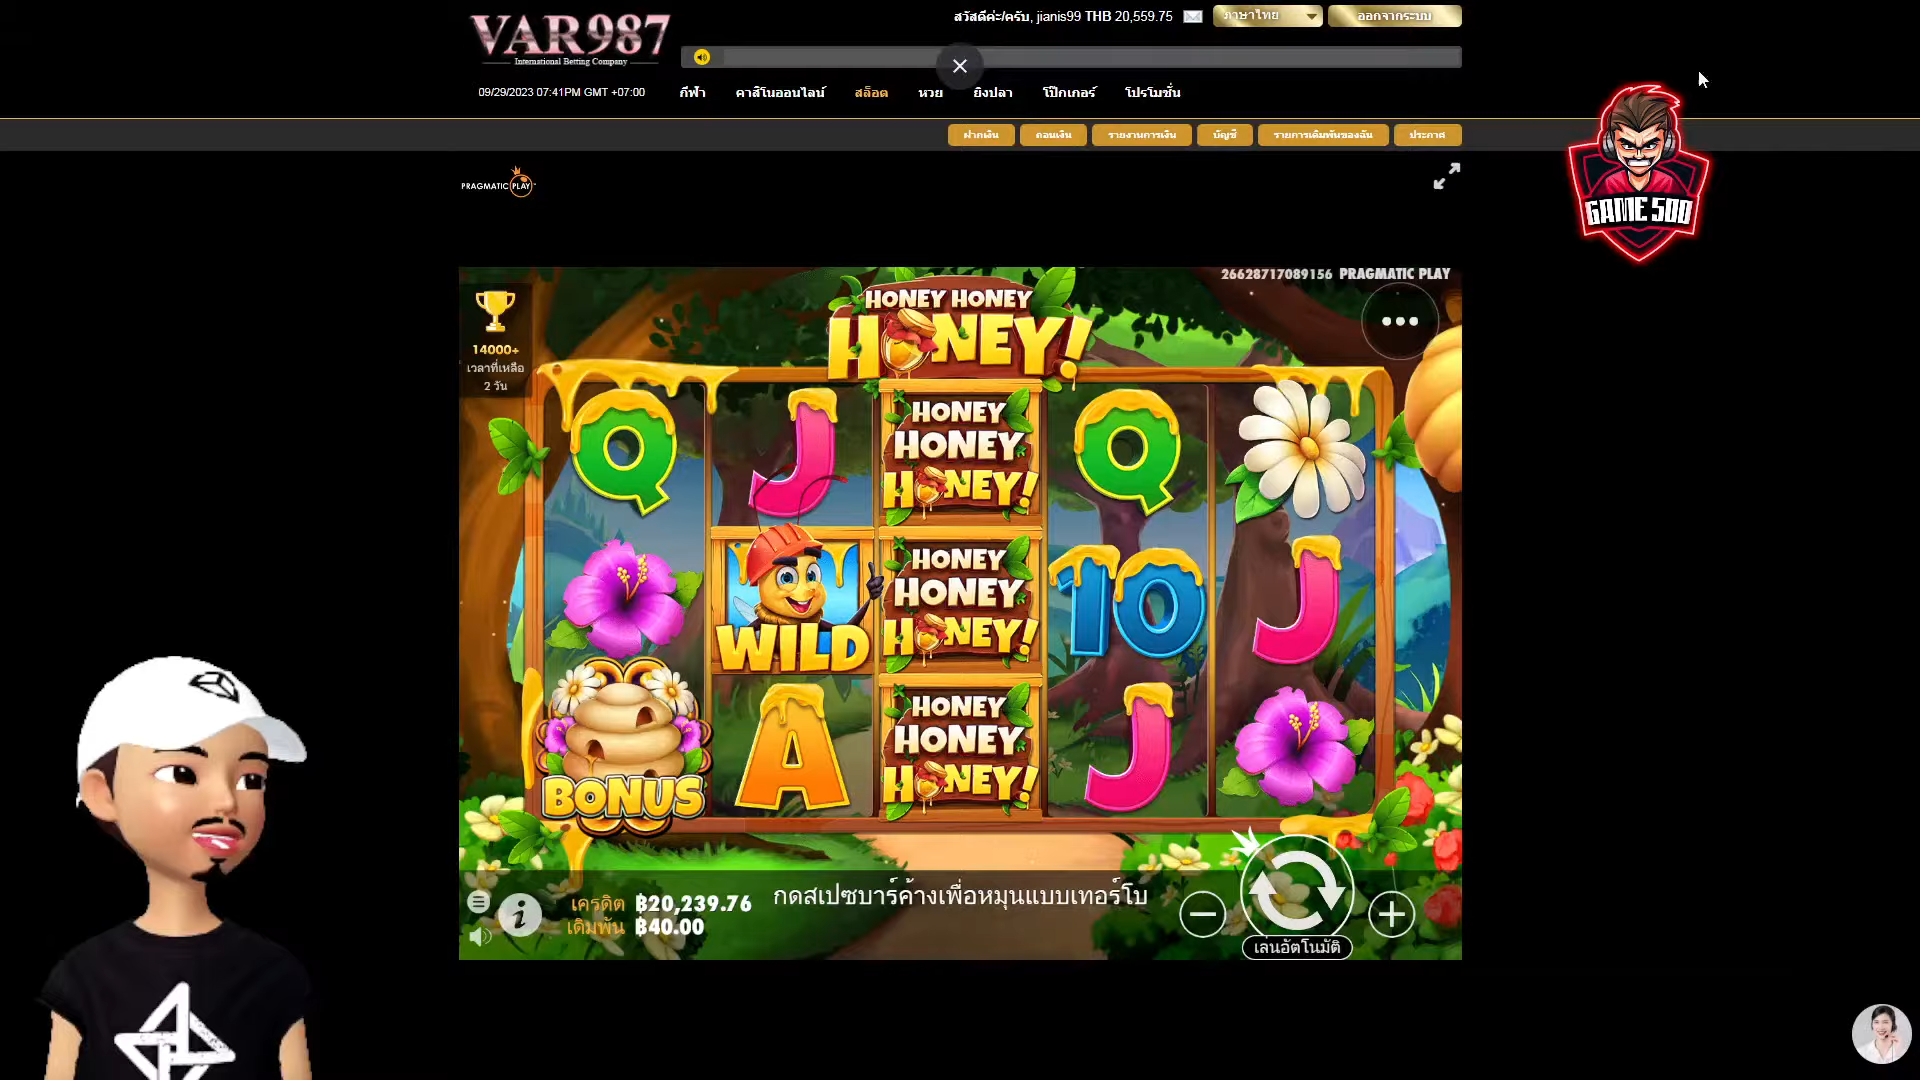 VAR987
International Betting Company
สวัสดีค่ะ/ครับ, jianis99 THB 20,559.75
ภาษาไทย
ออกจากระบบ
09/29/2023 07:41PM GMT +07:00
กีฬา
คาสิโนออนไลน์
สล็อต
หวย
ยิงปลา
โป๊กเกอร์
โปรโมชั่น
ฝากเงิน
ถอนเงิน
รายงานการเงิน
บัญชี
รายการเดิมพันของฉัน
ประกาศ
PRAGMATIC PLAY
GAME 500
26628717089156 PRAGMATIC PLAY
14000+
เวลาที่เหลือ
2 วัน
HONEY HONEY
HONEY!
Q
J
HONEY
HONEY
HONEY!
Q
WILD
HONEY
HONEY
HONEY!
10
J
BONUS
A
HONEY
HONEY
HONEY!
J
เครดิต ฿20,239.76
เดิมพัน ฿40.00
กดสเปซบาร์ค้างเพื่อหมุนแบบเทอร์โบ
เล่นอัตโนมัติ